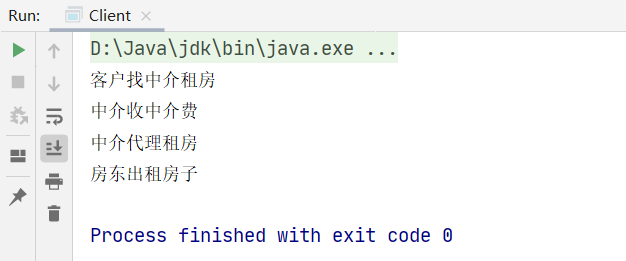 Run: Client
D:\Java\jdk\bin\java.exe ...
客户找中介租房
中介收中介费
中介代理租房
房东出租房子
Process finished with exit code 0